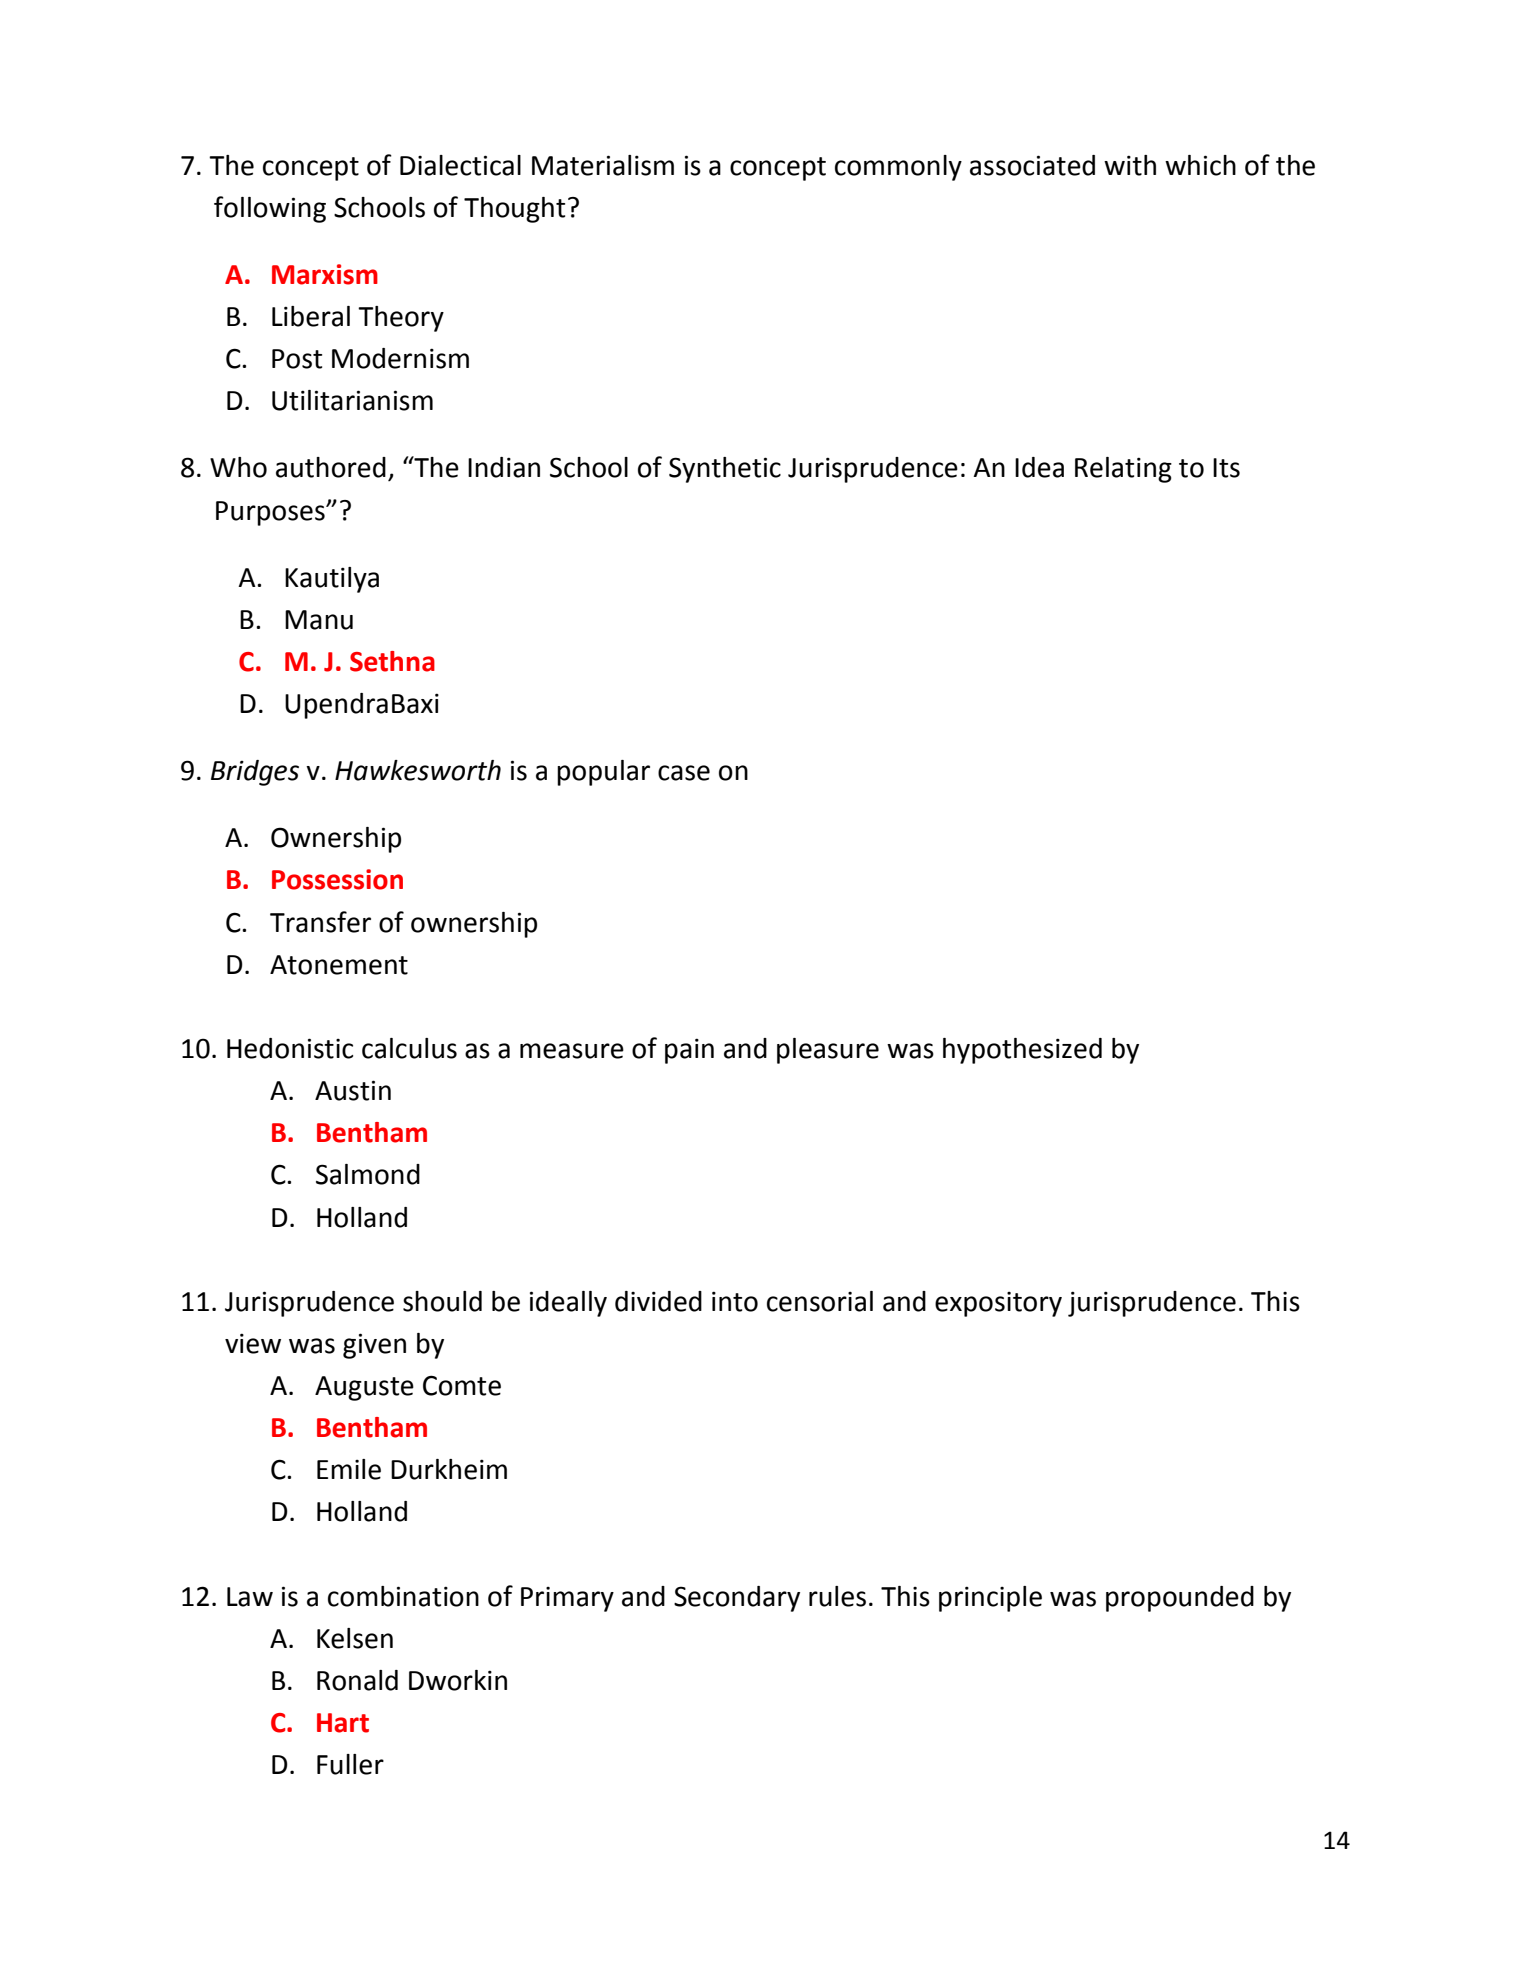 7. The concept of Dialectical Materialism is a concept commonly associated with which of the
following Schools of Thought?
A. Marxism
B. Liberal Theory
C. Post Modernism
D. Utilitarianism
8. Who authored, “The Indian School of Synthetic Jurisprudence: An Idea Relating to Its
Purposes”?
A. Kautilya
B. Manu
C. M. J. Sethna
D. UpendraBaxi
9. Bridges v. Hawkesworth is a popular case on
A. Ownership
B. Possession
C. Transfer of ownership
D. Atonement
10. Hedonistic calculus as a measure of pain and pleasure was hypothesized by
A. Austin
B. Bentham
C. Salmond
D. Holland
11. Jurisprudence should be ideally divided into censorial and expository jurisprudence. This
view was given by
A. Auguste Comte
B. Bentham
C. Emile Durkheim
D. Holland
12. Law is a combination of Primary and Secondary rules. This principle was propounded by
A. Kelsen
B. Ronald Dworkin
C. Hart
D. Fuller
14